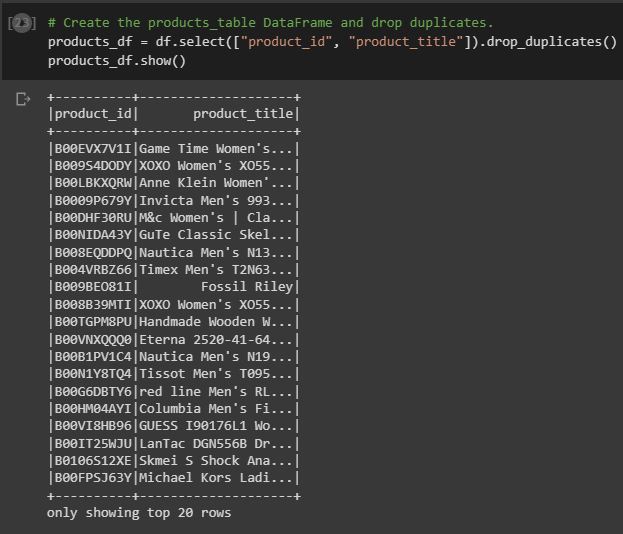 [23] # Create the products_table DataFrame and drop duplicates.
products_df = df.select(["product_id", "product_title"]).drop_duplicates()
products_df.show()
+----------+--------------------+
|product_id|       product_title|
+----------+--------------------+
|B00EVX7V1I|Game Time Women's...|
|B009S4DODY|XOXO Women's XO55...|
|B00LBKXQRW|Anne Klein Women'...|
|B0009P679Y|Invicta Men's 993...|
|B00DHF30RU|M&c Women's | Cla...|
|B00NIDA43Y|GuTe Classic Skel...|
|B008EQDDPQ|Nautica Men's N13...|
|B004VRBZ66|Timex Men's T2N63...|
|B009BEO81I|        Fossil Riley|
|B008B39MTI|XOXO Women's XO55...|
|B00TGPM8PU|Handmade Wooden W...|
|B00VNXQQQ0|Eterna 2520-41-64...|
|B00B1PV1C4|Nautica Men's N19...|
|B00N1Y8TQ4|Tissot Men's T095...|
|B00G6DBTY6|red line Men's RL...|
|B00HM04AYI|Columbia Men's Fi...|
|B00VI8HB96|GUESS I90176L1 Wo...|
|B00IT25WJU|LanTac DGN556B Dr...|
|B0106S12XE|Skmei S Shock Ana...|
|B00FPSJ63Y|Michael Kors Ladi...|
+----------+--------------------+
only showing top 20 rows